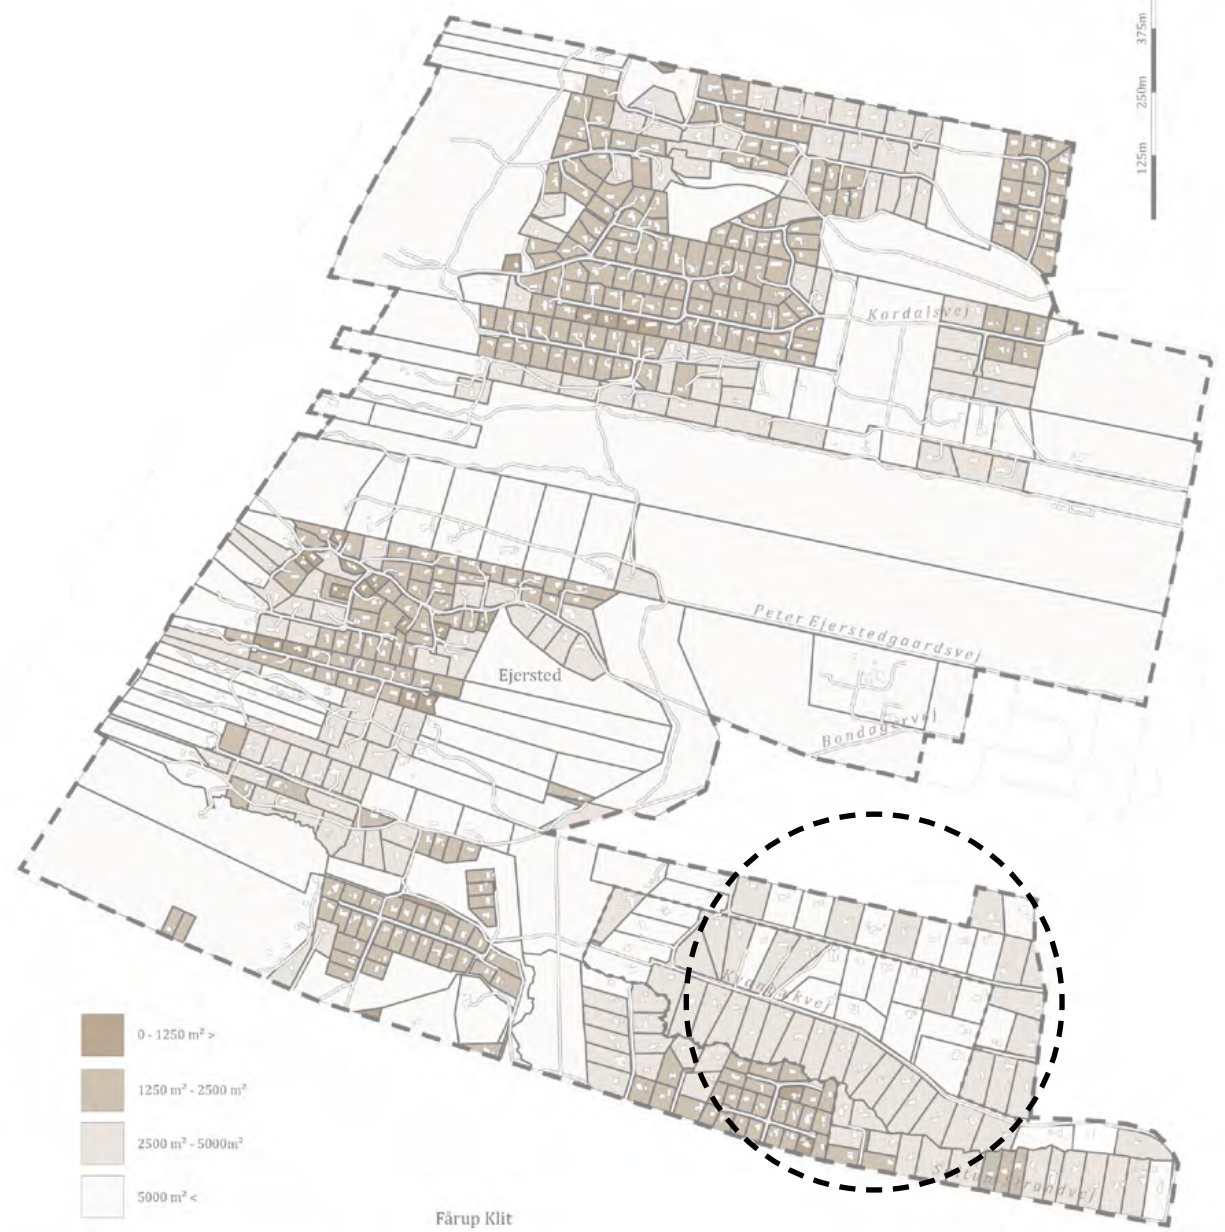 375m
250m
125m
Kordalsvej
Peter Ejerstedgaardsvej
Ejersted
Bondagervej
Kvangkvej
0 - 1250 m² >
1250 m² - 2500 m²
2500 m² - 5000m²
5000 m² <
Fårup Klit